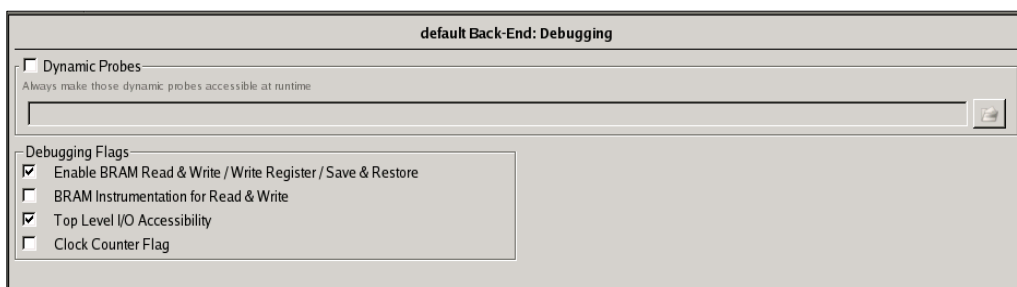 default Back-End: Debugging
Dynamic Probes
Always make those dynamic probes accessible at runtime
Debugging Flags
Enable BRAM Read & Write / Write Register / Save & Restore
BRAM Instrumentation for Read & Write
Top Level I/O Accessibility
Clock Counter Flag